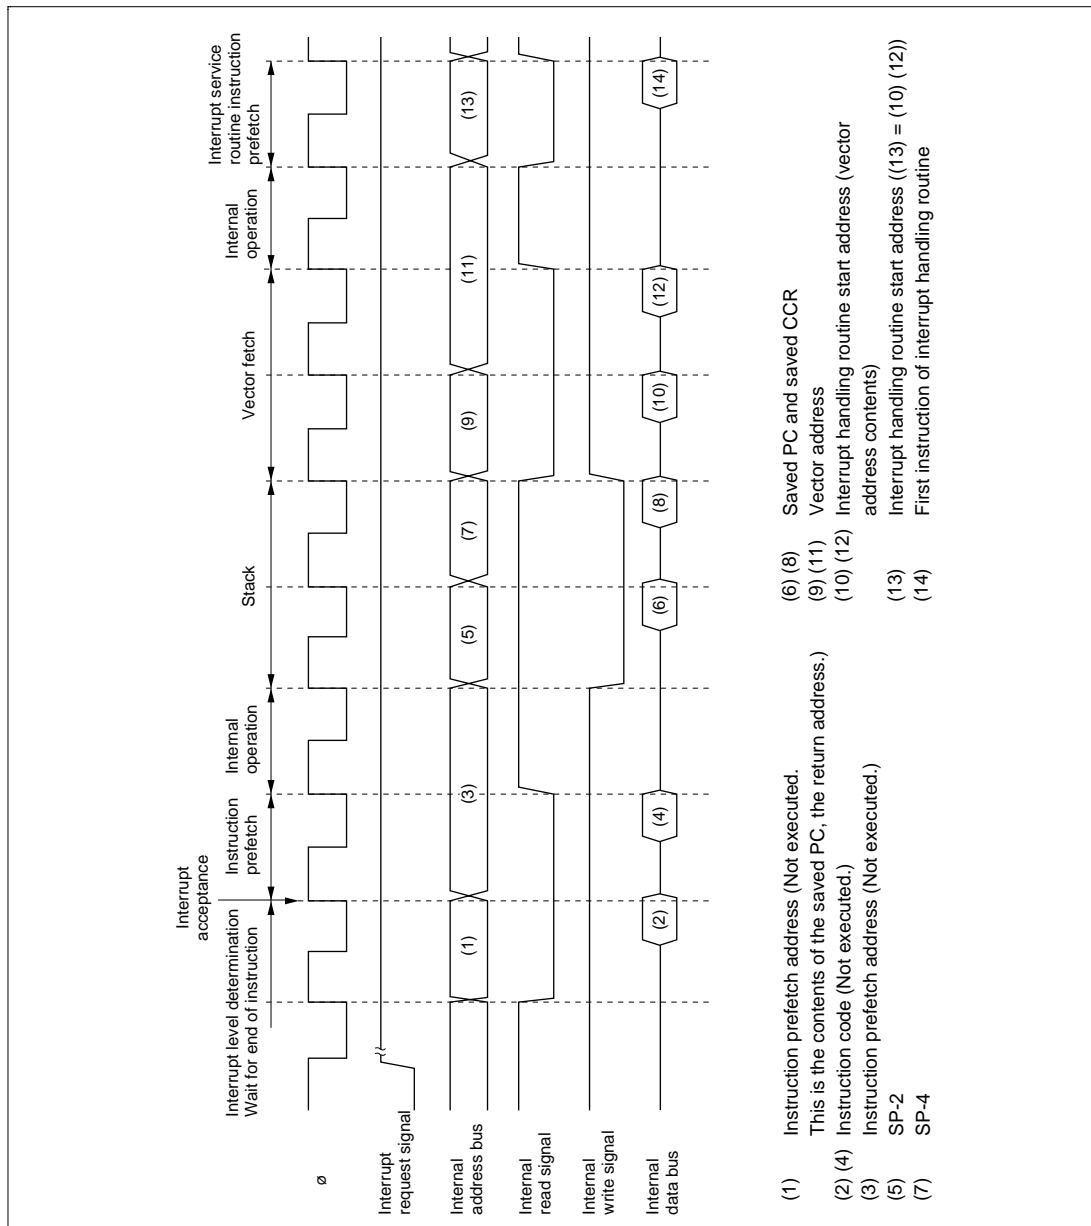 Interrupt level determination
Wait for end of instruction
Interrupt
acceptance
Instruction
prefetch
Internal
operation
Stack
Vector fetch
Internal
operation
Interrupt service
routine instruction
prefetch
ø
Interrupt
request signal
Internal
address bus
(1)
(3)
(5)
(7)
(9)
(11)
(13)
Internal
read signal
Internal
write signal
Internal
data bus
(2)
(4)
(6)
(8)
(10)
(12)
(14)
(1) Instruction prefetch address (Not executed.
This is the contents of the saved PC, the return address.)
(2) (4) Instruction code (Not executed.)
(3) Instruction prefetch address (Not executed.)
(5) SP-2
(7) SP-4
(6) (8) Saved PC and saved CCR
(9) (11) Vector address
(10) (12) Interrupt handling routine start address (vector
address contents)
(13) Interrupt handling routine start address ((13) = (10) (12))
(14) First instruction of interrupt handling routine